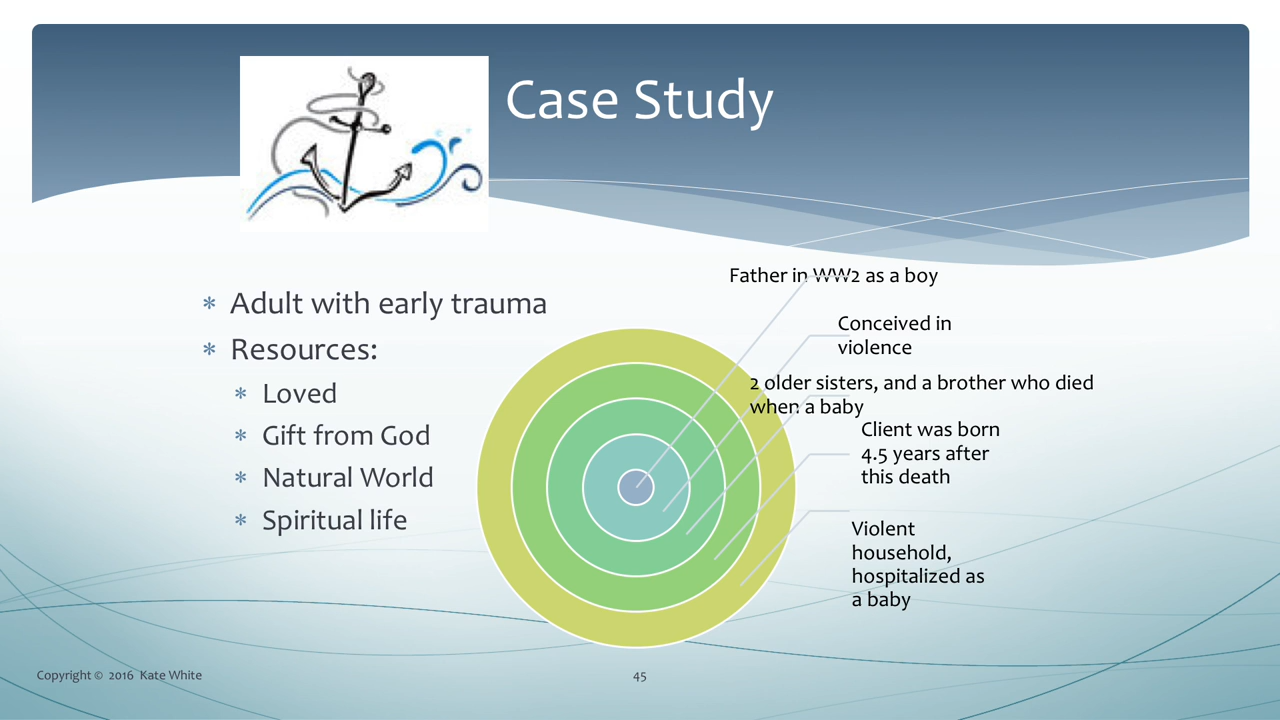 Case Study
* Adult with early trauma
* Resources:
* Loved
* Gift from God
* Natural World
* Spiritual life
Father in WW2 as a boy
Conceived in
violence
2 older sisters, and a brother who died
when a baby
Client was born
4.5 years after
this death
Violent
household,
hospitalized as
a baby
Copyright © 2016 Kate White
45